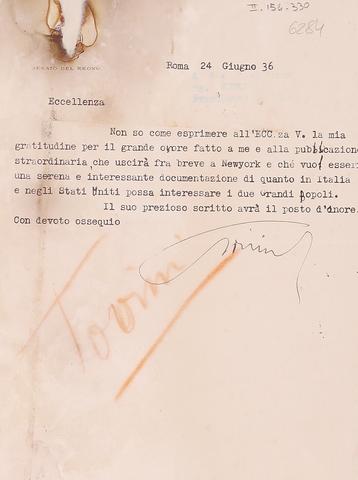 II. 156.330
6284
SENATO DEL REGNO
Roma 24 Giugno 36
Eccellenza
Non so come esprimere all'ECC.za V. la mia
gratitudine per il grande onore fatto a me e alla pubblicazione
straordinaria che uscirà fra breve a Newyork e che vuol esser
una serena e interessante documentazione di quanto in Italia
e negli Stati Uniti possa interessare i due Grandi Popoli.
Il suo prezioso scritto avrà il posto d'onore.
Con devoto ossequio